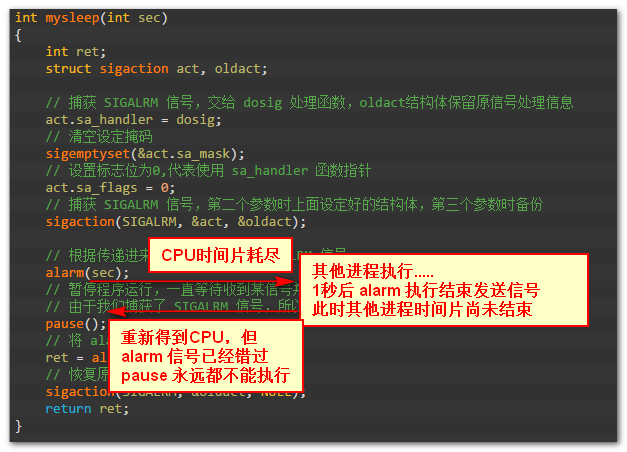 int mysleep(int sec)
{
int ret;
struct sigaction act, oldact;
// 捕获 SIGALRM 信号，交给 dosig 处理函数，oldact结构体保留原信号处理信息
act.sa_handler = dosig;
// 清空设定掩码
sigemptyset(&act.sa_mask);
// 设置标志位为0,代表使用 sa_handler 函数指针
act.sa_flags = 0;
// 捕获 SIGALRM 信号，第二个参数时上面设定好的结构体，第三个参数时备份
sigaction(SIGALRM, &act, &oldact);
// 根据传递进来
CPU时间片耗尽
信号
alarm(sec);
其他进程执行.....
1秒后 alarm 执行结束发送信号
此时其他进程时间片尚未结束
// 暂停程序运行，一直等待收到某信号
// 由于我们捕获了 SIGALRM 信号，所以
pause();
重新得到CPU，但
alarm 信号已经错过
pause 永远都不能执行
// 将 ala
ret = al
// 恢复原
sigaction(SIGALRM, &oldact, NULL);
return ret;
}